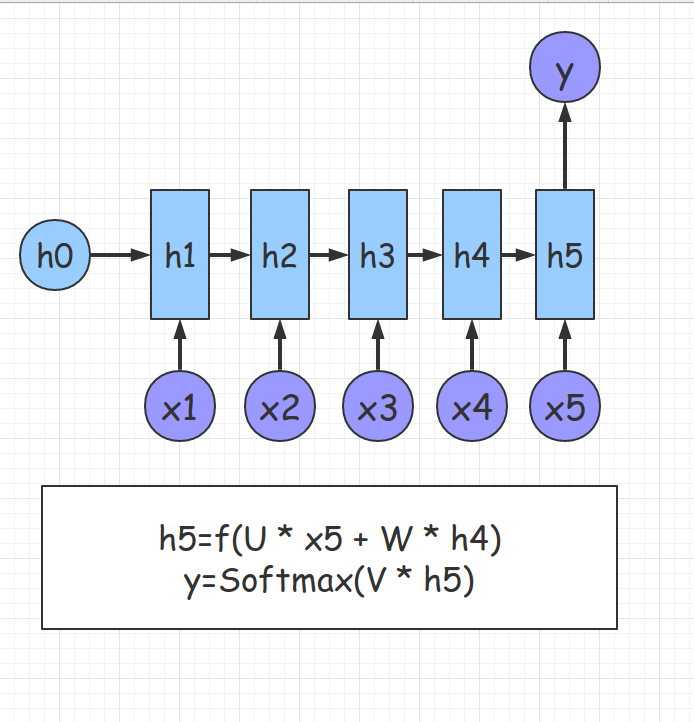 y
h0
h1
h2
h3
h4
h5
x1
x2
x3
x4
x5
h5=f(U * x5 + W * h4)
y=Softmax(V * h5)